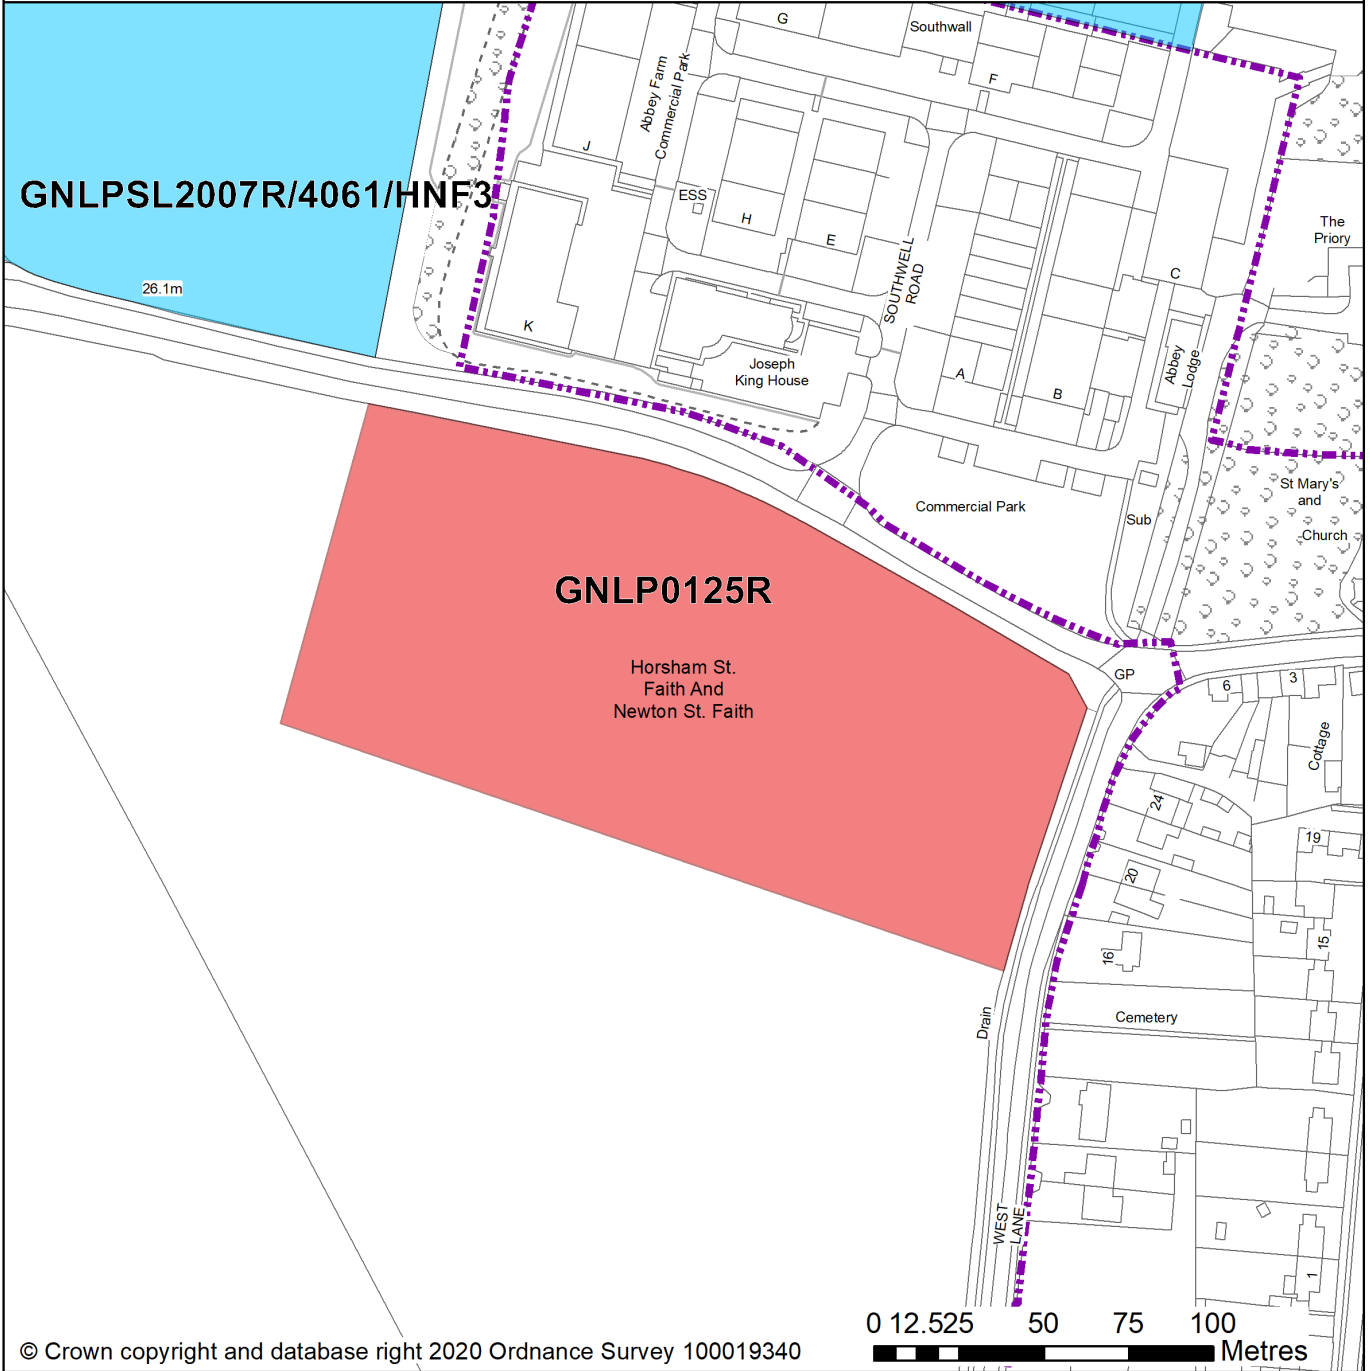 G
Southwall
F
Abbey Farm
Commercial Park
J
GNLPSL2007R/4061/HNF3
ESS
H
E
The
Priory
SOUTHWELL
ROAD
C
26.1m
K
Joseph
King House
A
B
Abbey
Lodge
St Mary's
and
Church
Commercial Park
Sub
GNLP0125R
Horsham St.
Faith And
Newton St. Faith
GP
6
3
Cottage
24
19
20
15
16
Drain
Cemetery
WEST
LANE
1
0 12.525 50 75 100
Metres
© Crown copyright and database right 2020 Ordnance Survey 100019340